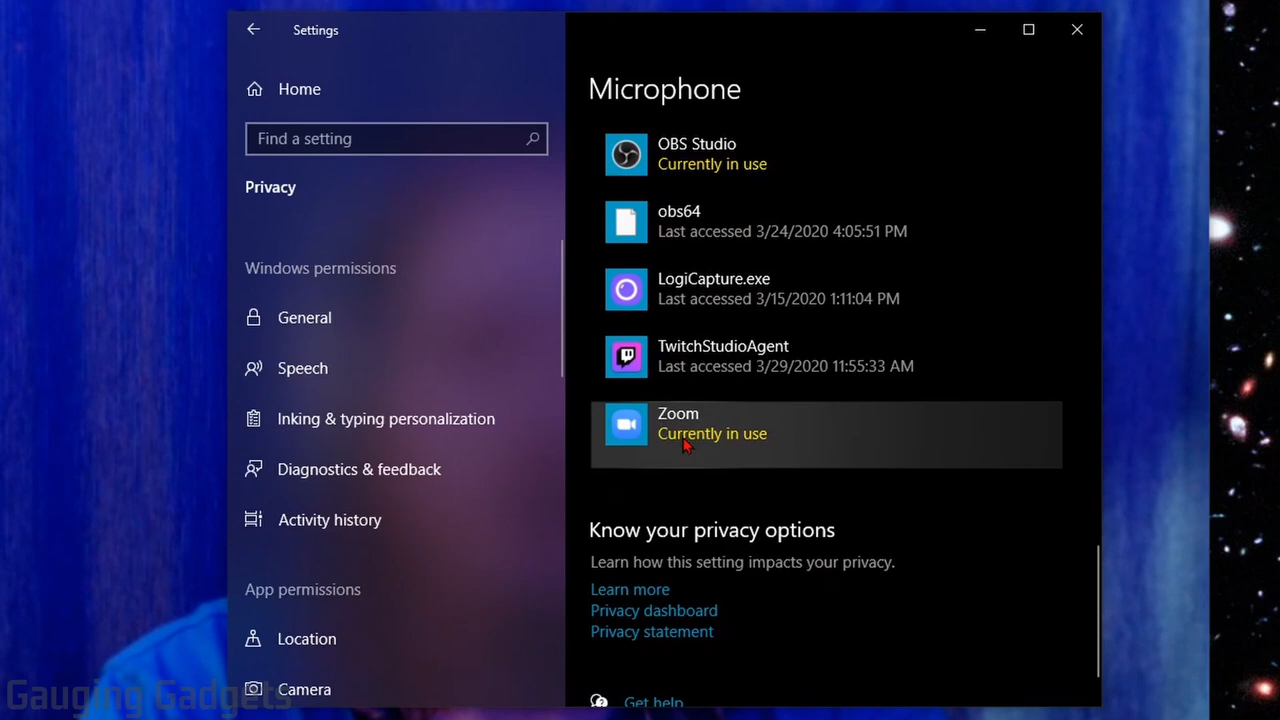 Settings
Home
Find a setting
Privacy
Windows permissions
General
Speech
Inking & typing personalization
Diagnostics & feedback
Activity history
App permissions
Location
Camera
Microphone
OBS Studio
Currently in use
obs64
Last accessed 3/24/2020 4:05:51 PM
LogiCapture.exe
Last accessed 3/15/2020 1:11:04 PM
TwitchStudioAgent
Last accessed 3/29/2020 11:55:33 AM
Zoom
Currently in use
Know your privacy options
Learn how this setting impacts your privacy.
Learn more
Privacy dashboard
Privacy statement
Get help
Gauging Gadgets